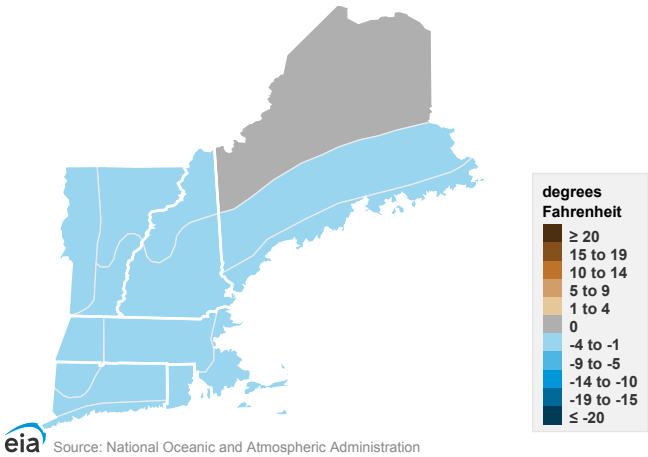 degrees
Fahrenheit
≥ 20
15 to 19
10 to 14
5 to 9
1 to 4
0
-4 to -1
-9 to -5
-14 to -10
-19 to -15
≤ -20
eia
Source: National Oceanic and Atmospheric Administration